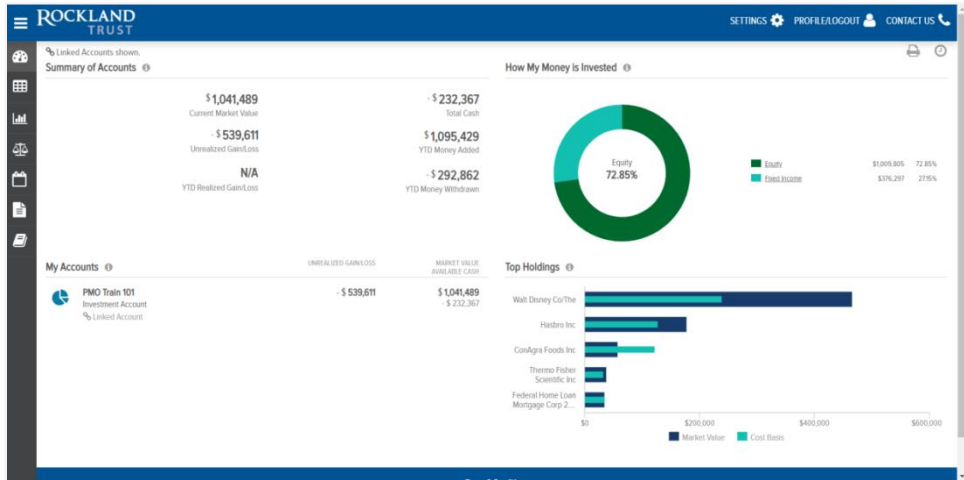 ROCKLAND
TRUST
SETTINGS PROFILE/LOGOUT CONTACT US
Linked Accounts shown.
Summary of Accounts
$1,041,489
Current Market Value
- $232,367
Total Cash
- $539,611
Unrealized Gain/Loss
$1,095,429
YTD Money Added
N/A
YTD Realized Gain/Loss
- $292,862
YTD Money Withdrawn
How My Money is Invested
Equity
72.85%
Equity $1,009,805 72.85%
Fixed Income $376,297 27.15%
My Accounts
UNREALIZED GAIN/LOSS
MARKET VALUE
AVAILABLE CASH
PMO Train 101 - $539,611 $1,041,489
Investment Account - $232,367
Linked Account
Top Holdings
Walt Disney Co/The
Hasbro Inc
ConAgra Foods Inc
Thermo Fisher
Scientific Inc
Federal Home Loan
Mortgage Corp 2...
$0 $200,000 $400,000 $600,000
Market Value Cost Basis